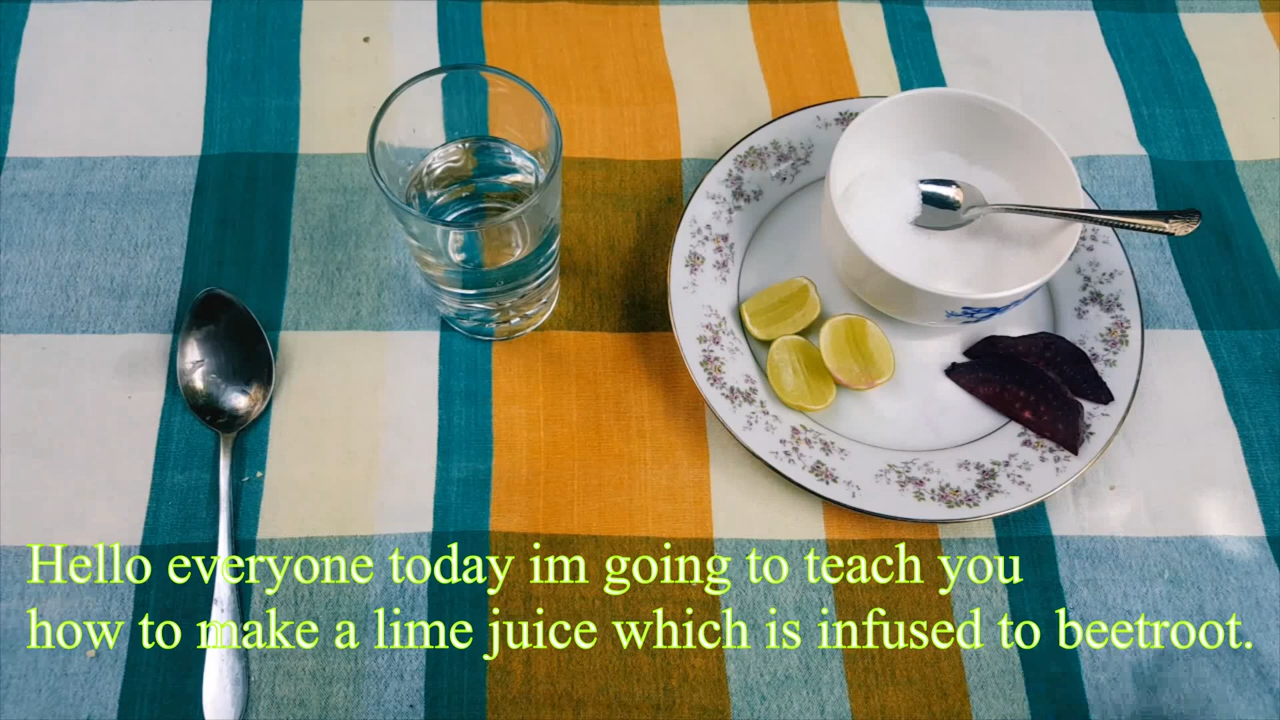 Hello everyone today im going to teach you
how to make a lime juice which is infused to beetroot.